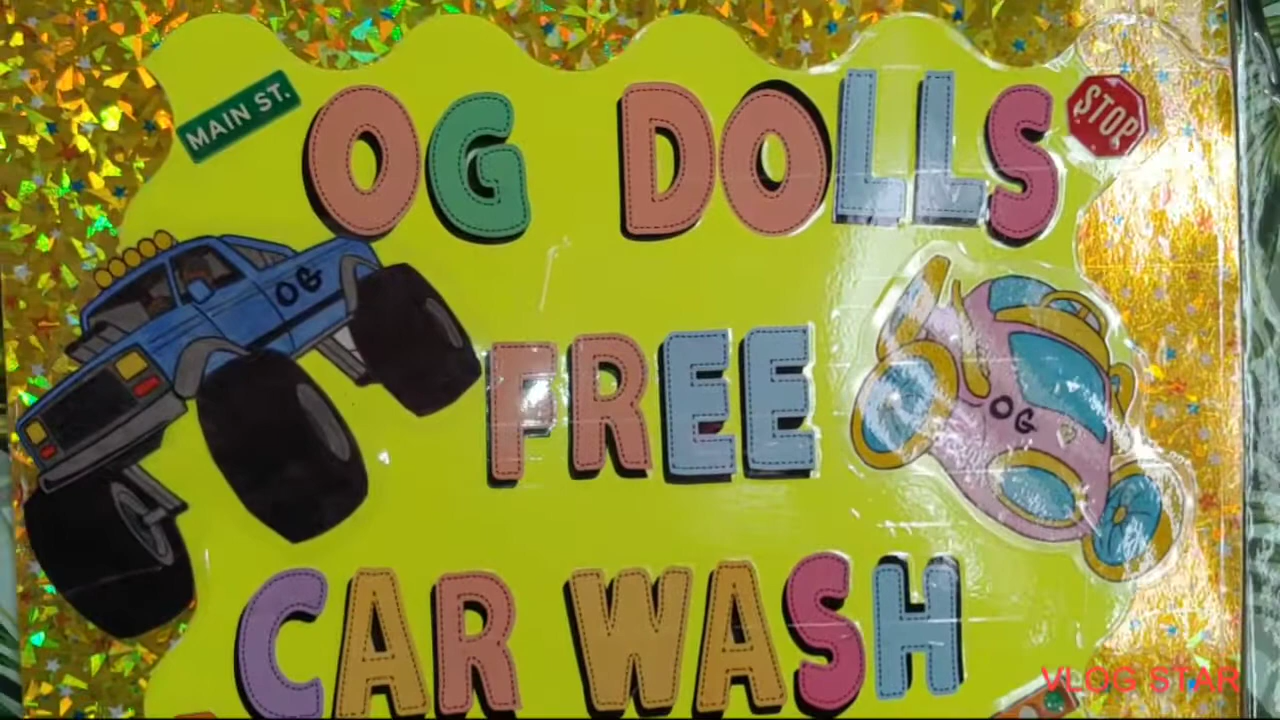 MAIN ST.
OG DOLLS
STOP
OG
FREE
OG
CAR WASH
VLOG STAR